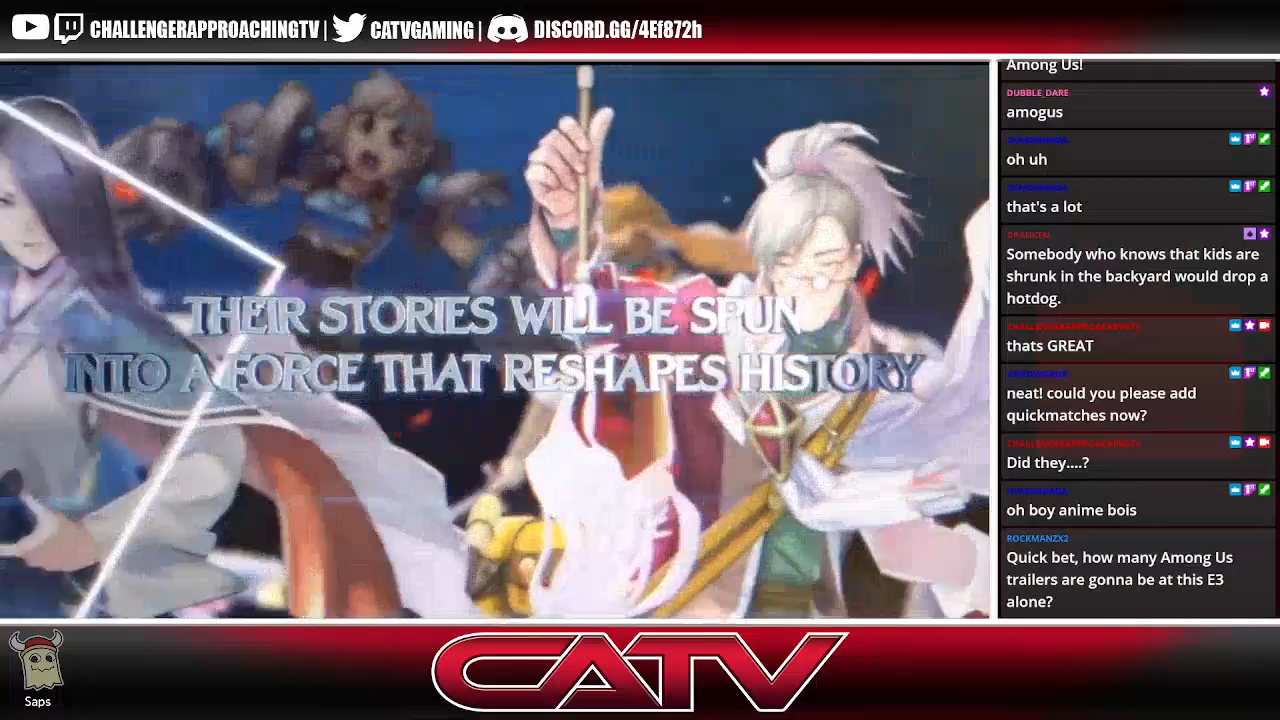 CHALLENGERAPPROACHINGTV | CATVGAMING | DISCORD.GG/4Ef872h
THEIR STORIES WILL BE SPUN
INTO A FORCE THAT RESHAPES HISTORY
Among Us!
DUBBLE_DARE
amogus
oh uh
that's a lot
DRANKEN
Somebody who knows that kids are
shrunk in the backyard would drop a
hotdog.
CHALLENGERAPPROACHINGTV
thats GREAT
neat! could you please add
quickmatches now?
CHALLENGERAPPROACHINGTV
Did they....?
oh boy anime bois
ROCKMANZX2
Quick bet, how many Among Us
trailers are gonna be at this E3
alone?
Saps
CATV